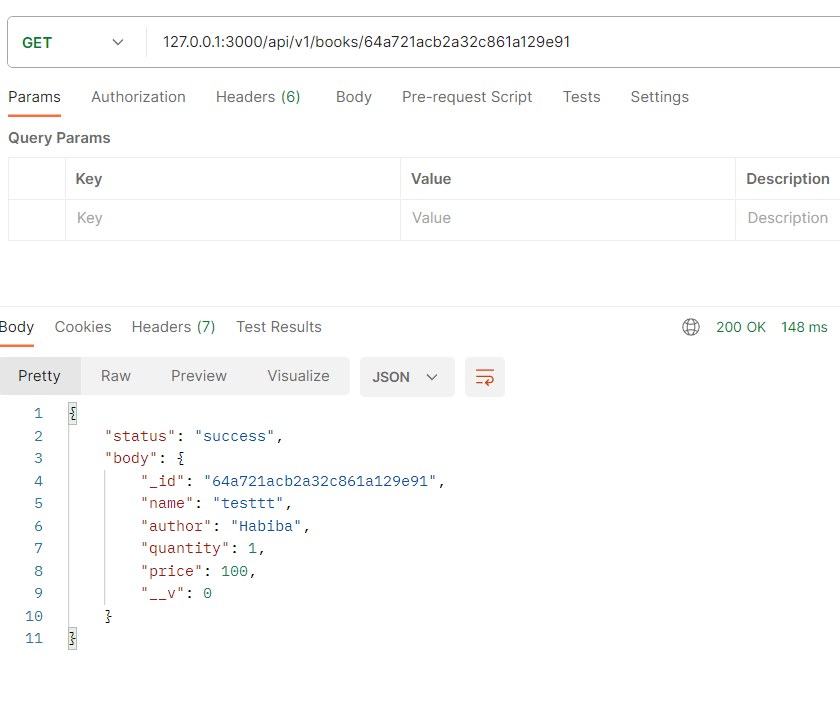 GET 127.0.0.1:3000/api/v1/books/64a721acb2a32c861a129e91
Params Authorization Headers (6) Body Pre-request Script Tests Settings
Query Params
Key Value Description
Key Value Description
Body Cookies Headers (7) Test Results 200 OK 148 ms
Pretty Raw Preview Visualize JSON
1 {
2 "status": "success",
3 "body": {
4 "_id": "64a721acb2a32c861a129e91",
5 "name": "testtt",
6 "author": "Habiba",
7 "quantity": 1,
8 "price": 100,
9 "__v": 0
10 }
11 }